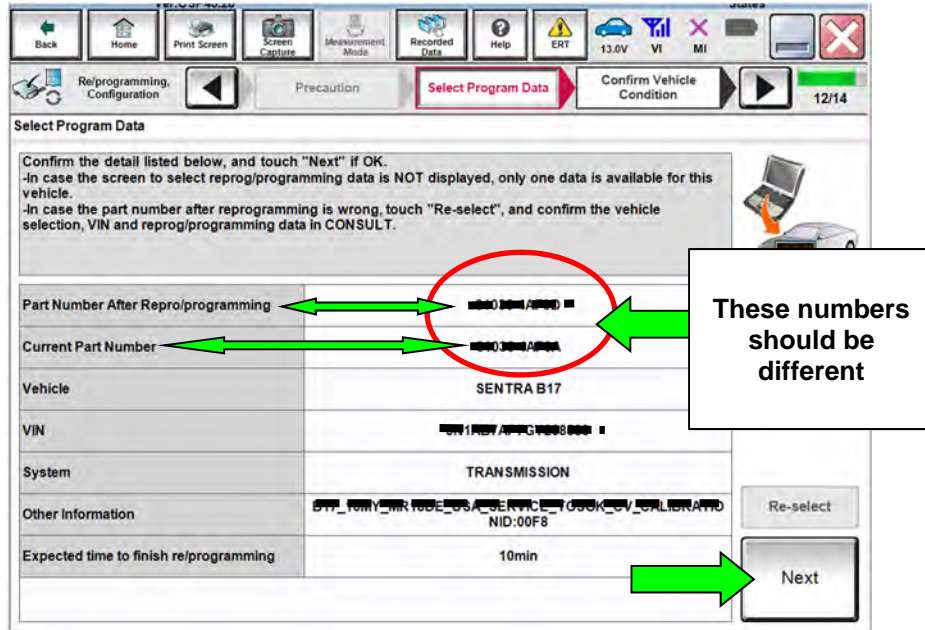 Back
Home
Print Screen
Screen Capture
Measurement Mode
Recorded Data
Help
ERT
13.0V
VI
MI
Re/programming, Configuration
Precaution
Select Program Data
Confirm Vehicle Condition
12/14
Select Program Data
Confirm the detail listed below, and touch "Next" if OK.
-In case the screen to select reprog/programming data is NOT displayed, only one data is available for this
vehicle.
-In case the part number after reprogramming is wrong, touch "Re-select", and confirm the vehicle
selection, VIN and reprog/programming data in CONSULT.
Part Number After Repro/programming
These numbers
should be
different
Current Part Number
Vehicle
SENTRA B17
VIN
System
TRANSMISSION
Other Information
NID:00F8
Re-select
Expected time to finish re/programming
10min
Next